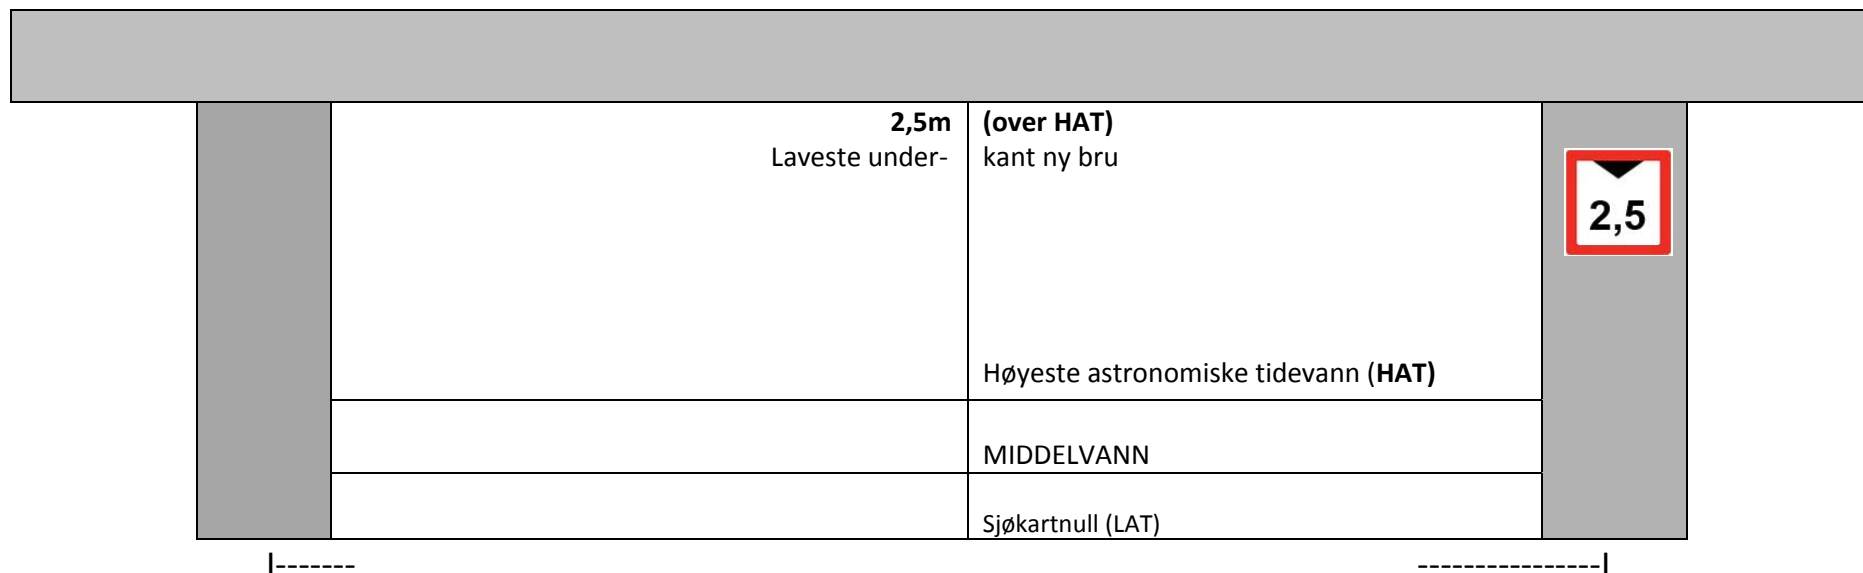 2,5m (over HAT)
Laveste under- kant ny bru
2,5
Høyeste astronomiske tidevann (HAT)
MIDDELVANN
Sjøkartnull (LAT)
|------- ----------------|